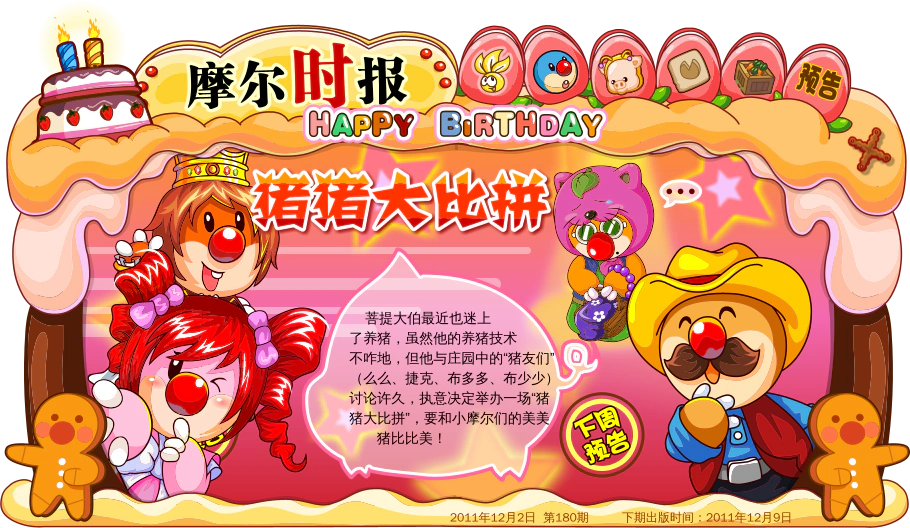 摩尔时报
预告
HAPPY BIRTHDAY
猪猪大比拼
菩提大伯最近也迷上
了养猪，虽然他的养猪技术
不咋地，但他与庄园中的“猪友们”
（么么、捷克、布多多、布少少）
讨论许久，执意决定举办一场“猪
猪大比拼”，要和小摩尔们的美美
猪比比美！
下周
预告
2011年12月2日 第180期 下期出版时间：2011年12月9日